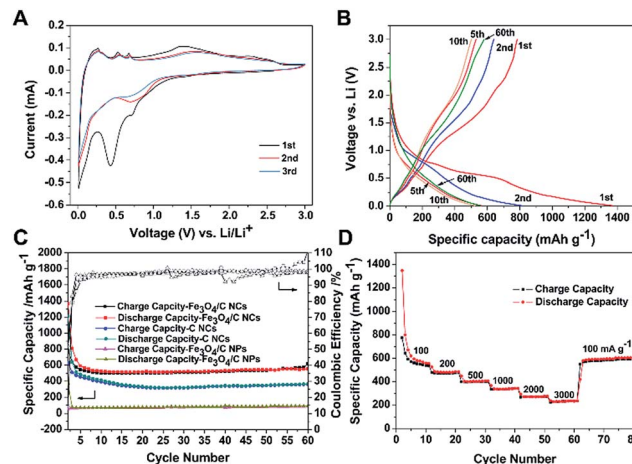 A
Current (mA)
0.2
0.1
0.0
-0.1
-0.2
-0.3
-0.4
-0.5
-0.6
1st
2nd
3rd
0.0 0.5 1.0 1.5 2.0 2.5 3.0
Voltage (V) vs. Li/Li+
B
Voltage vs. Li (V)
3.0
2.5
2.0
1.5
1.0
0.5
0.0
5th 60th
10th 2nd 1st
60th
5th
10th 2nd 1st
0 200 400 600 800 1000 1200 1400
Specific capacity (mAh g-1)
C
Specific Capacity /mAh g-1
2000
1800
1600
1400
1200
1000
800
600
400
200
0
Charge Capcity-Fe3O4/C NCs
Discharge Capcity-Fe3O4/C NCs
Charge Capcity-C NCs
Discharge Capcity-C NCs
Charge Capcity-Fe3O4/C NPs
Discharge Capcity-Fe3O4/C NPs
120
100
80
60
40
30
15
0
Coulombic Efficiency /%
5 10 15 20 25 30 35 40 45 50 55 60
Cycle Number
D
Specific Capacity (mAh g-1)
1600
1400
1200
1000
800
600
400
200
0
Charge Capacity
Discharge Capacity
100
200
500
1000
2000
3000
100 mA g-1
0 10 20 30 40 50 60 70 80
Cycle Number